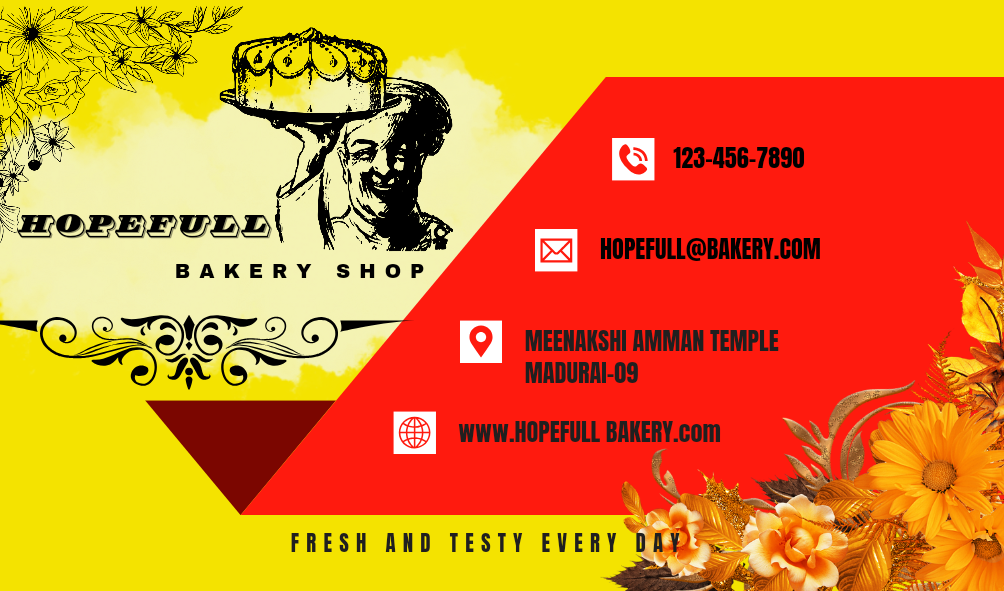 HOPEFULL
BAKERY SHOP
123-456-7890
HOPEFULL@BAKERY.COM
MEENAKSHI AMMAN TEMPLE
MADURAI-09
www.HOPEFULL BAKERY.com
FRESH AND TESTY EVERY DAY